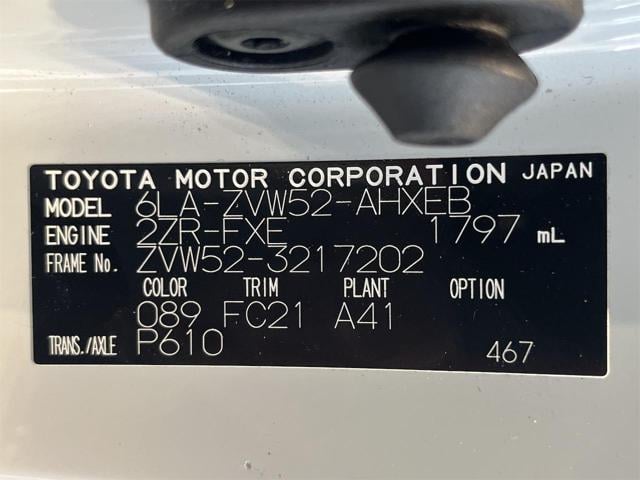 TOYOTA MOTOR CORPORATION JAPAN
MODEL 6LA-ZVW52-AHXEB
ENGINE 2ZR-FXE 1797 mL
FRAME No. ZVW52-3217202
COLOR TRIM PLANT OPTION
089 FC21 A41
TRANS./AXLE P610 467